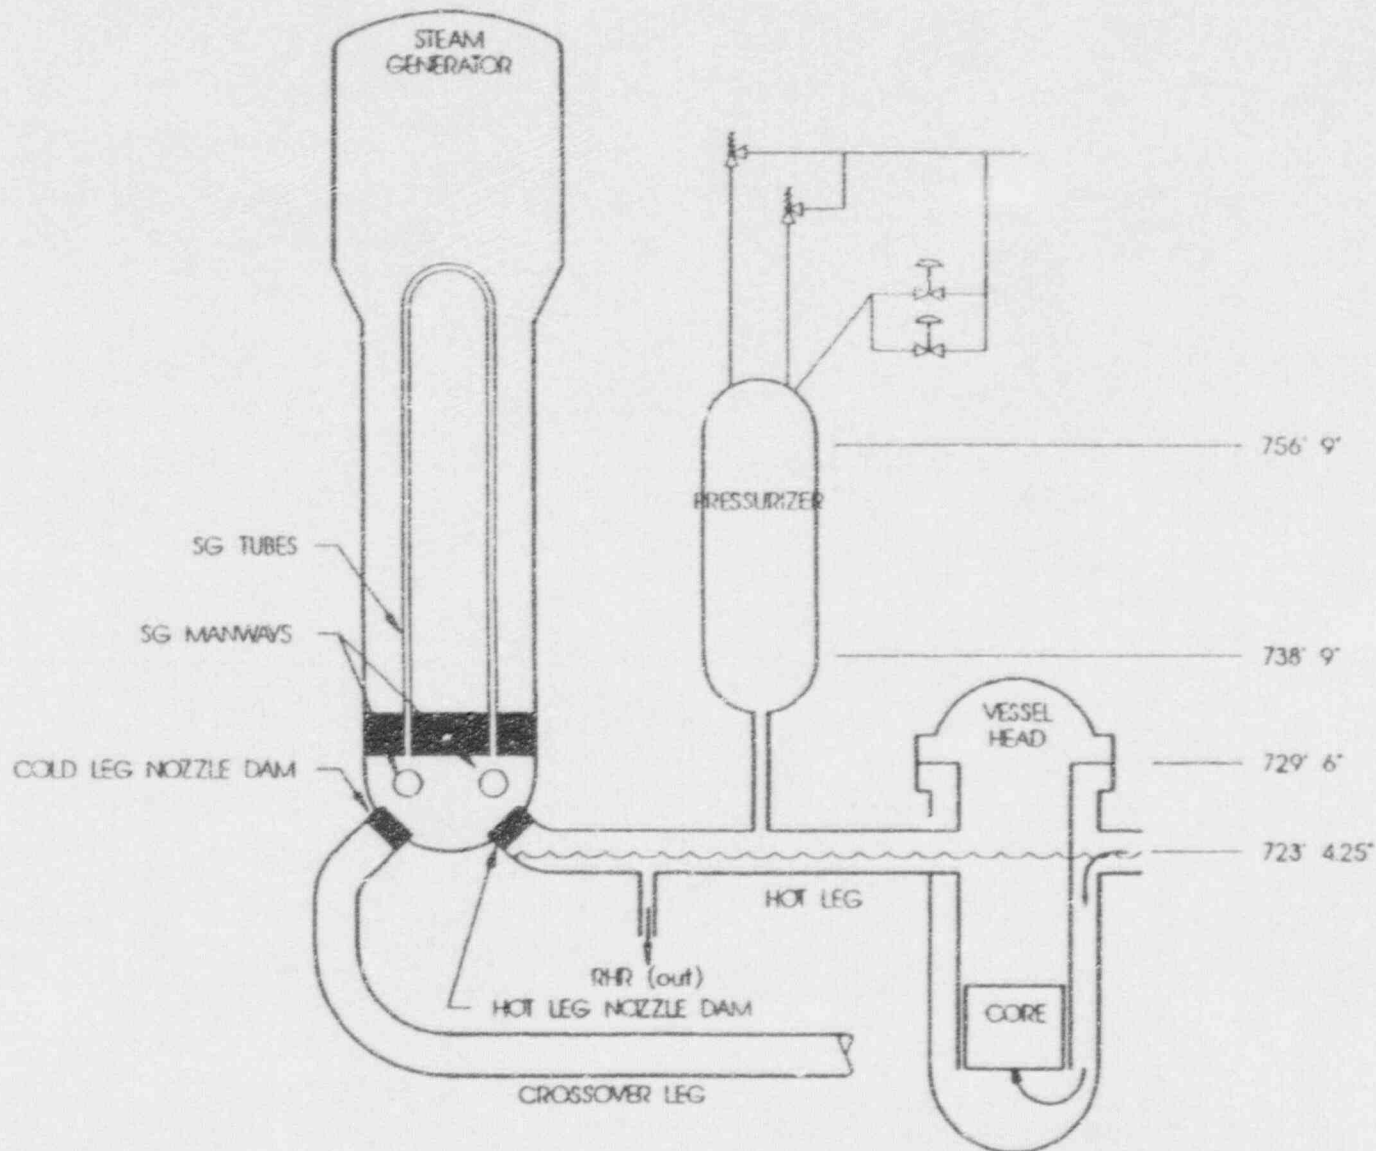 STEAM
GENERATOR
756' 9"
PRESSURIZER
SG TUBES
SG MANWAYS
738' 9"
VESSEL
HEAD
729' 6"
COLD LEG NOZZLE DAM
723' 4.25"
HOT LEG
RHR (out)
HOT LEG NOZZLE DAM
CORE
CROSSOVER LEG